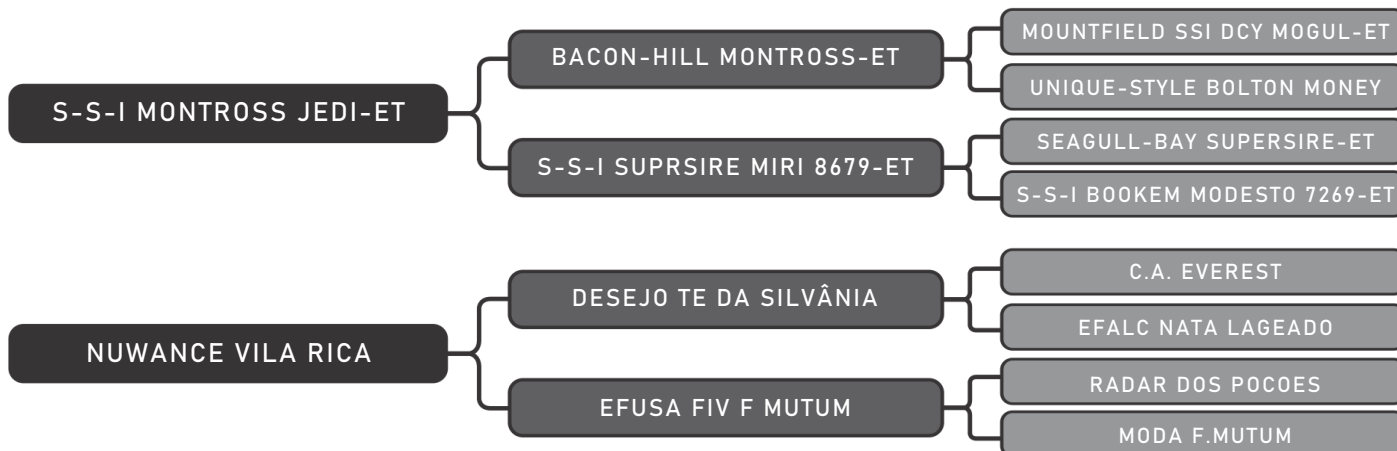 S-S-I MONTROSS JEDI-ET
BACON-HILL MONTROSS-ET
MOUNTFIELD SSI DCY MOGUL-ET
UNIQUE-STYLE BOLTON MONEY
S-S-I SUPRSIRE MIRI 8679-ET
SEAGULL-BAY SUPERSIRE-ET
S-S-I BOOKEM MODESTO 7269-ET
NUWANCE VILA RICA
DESEJO TE DA SILVÂNIA
C.A. EVEREST
EFALC NATA LAGEADO
EFUSA FIV F MUTUM
RADAR DOS POCOES
MODA F.MUTUM